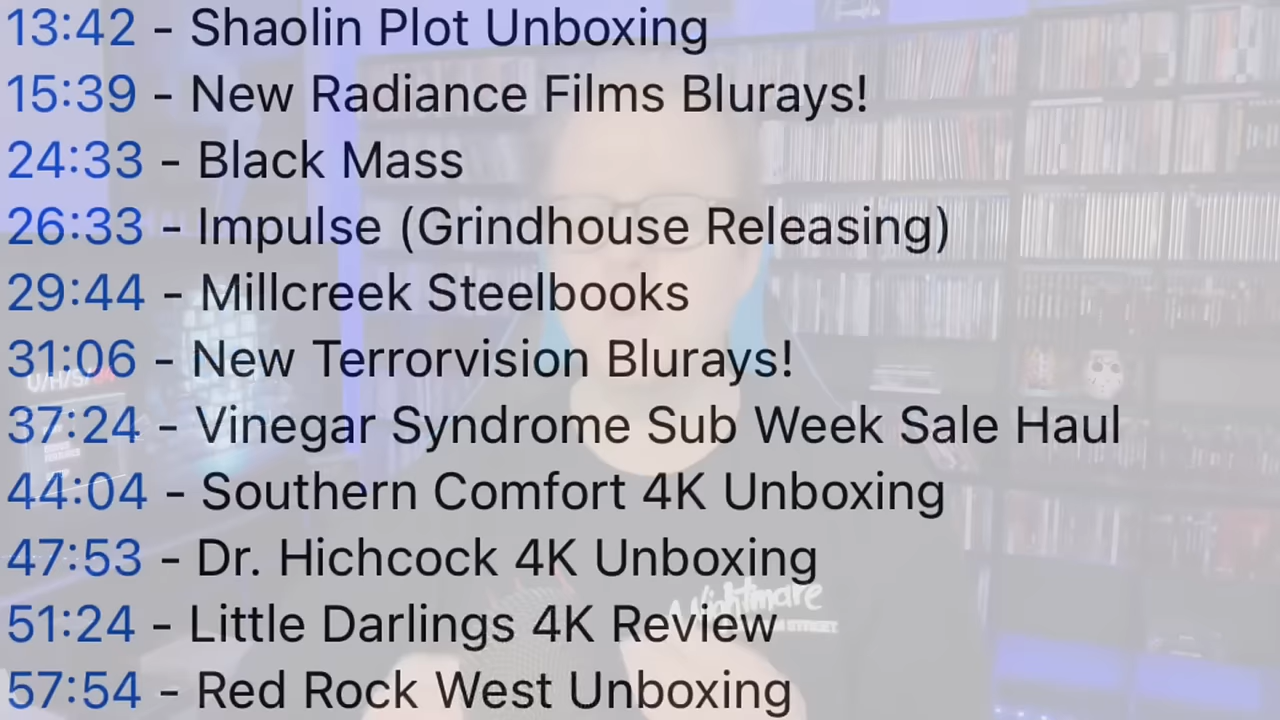 13:42 - Shaolin Plot Unboxing
15:39 - New Radiance Films Blurays!
24:33 - Black Mass
26:33 - Impulse (Grindhouse Releasing)
29:44 - Millcreek Steelbooks
31:06 - New Terrorvision Blurays!
V/H/S/
37:24 - Vinegar Syndrome Sub Week Sale Haul
44:04 - Southern Comfort 4K Unboxing
47:53 - Dr. Hichcock 4K Unboxing
Nightmare
51:24 - Little Darlings 4K Review
STREET
57:54 - Red Rock West Unboxing